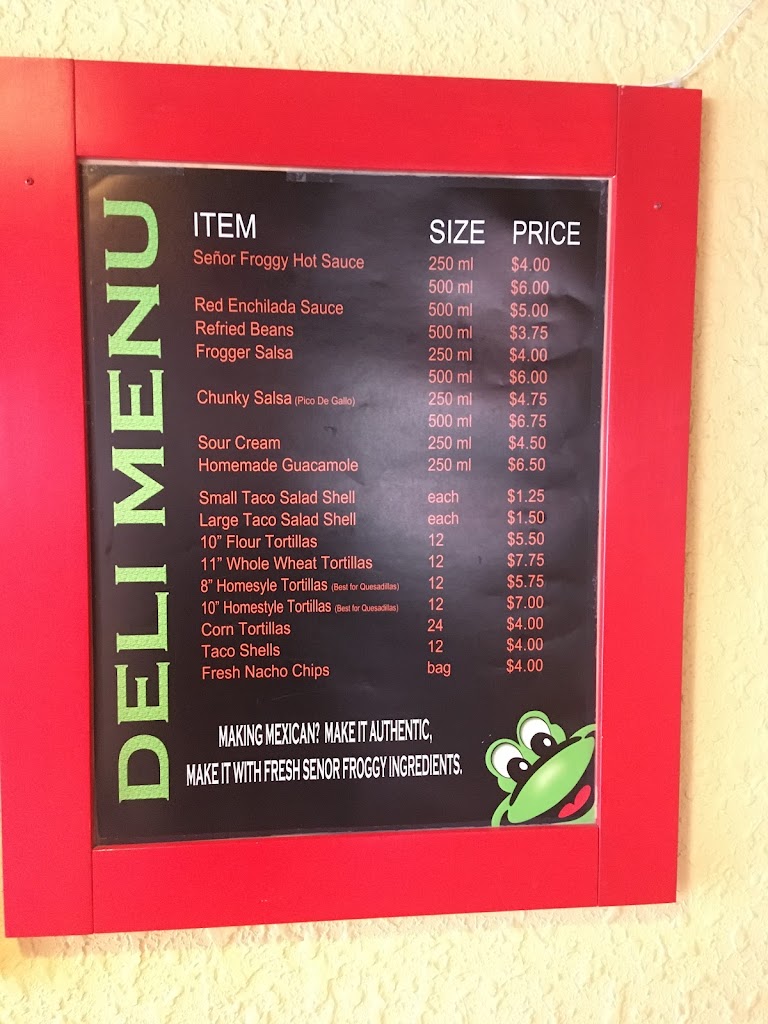 DELI MENU
ITEM SIZE PRICE
Señor Froggy Hot Sauce 250 ml $4.00
500 ml $6.00
Red Enchilada Sauce 500 ml $5.00
Refried Beans 500 ml $3.75
Frogger Salsa 250 ml $4.00
500 ml $6.00
Chunky Salsa (Pico De Gallo) 250 ml $4.75
500 ml $6.75
Sour Cream 250 ml $4.50
Homemade Guacamole 250 ml $6.50
Small Taco Salad Shell each $1.25
Large Taco Salad Shell each $1.50
10” Flour Tortillas 12 $5.50
11” Whole Wheat Tortillas 12 $7.75
8” Homesyle Tortillas (Best for Quesadillas) 12 $5.75
10” Homestyle Tortillas (Best for Quesadillas) 12 $7.00
Corn Tortillas 24 $4.00
Taco Shells 12 $4.00
Fresh Nacho Chips bag $4.00
MAKING MEXICAN? MAKE IT AUTHENTIC,
MAKE IT WITH FRESH SENOR FROGGY INGREDIENTS.